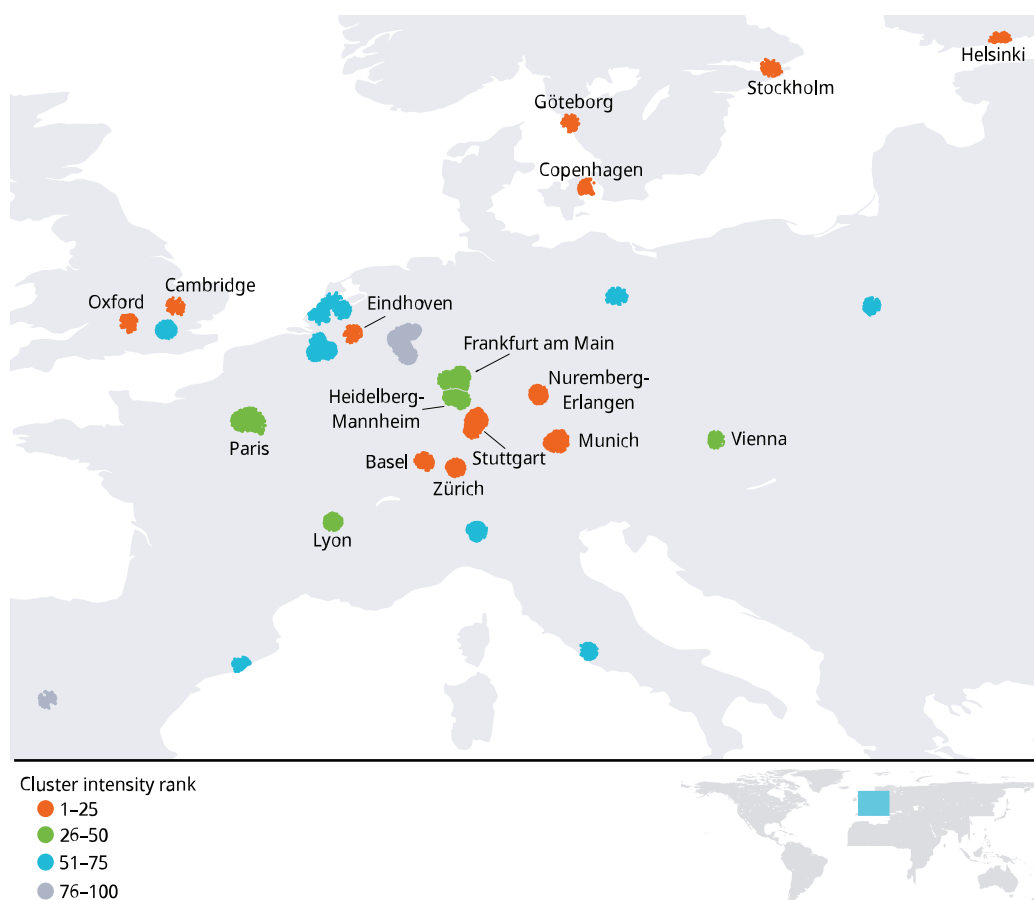 Helsinki
Stockholm
Göteborg
Copenhagen
Cambridge
Oxford
Eindhoven
Frankfurt am Main
Nuremberg-
Erlangen
Heidelberg-
Mannheim
Paris
Munich
Vienna
Basel
Stuttgart
Zürich
Lyon
Cluster intensity rank
1–25
26–50
51–75
76–100